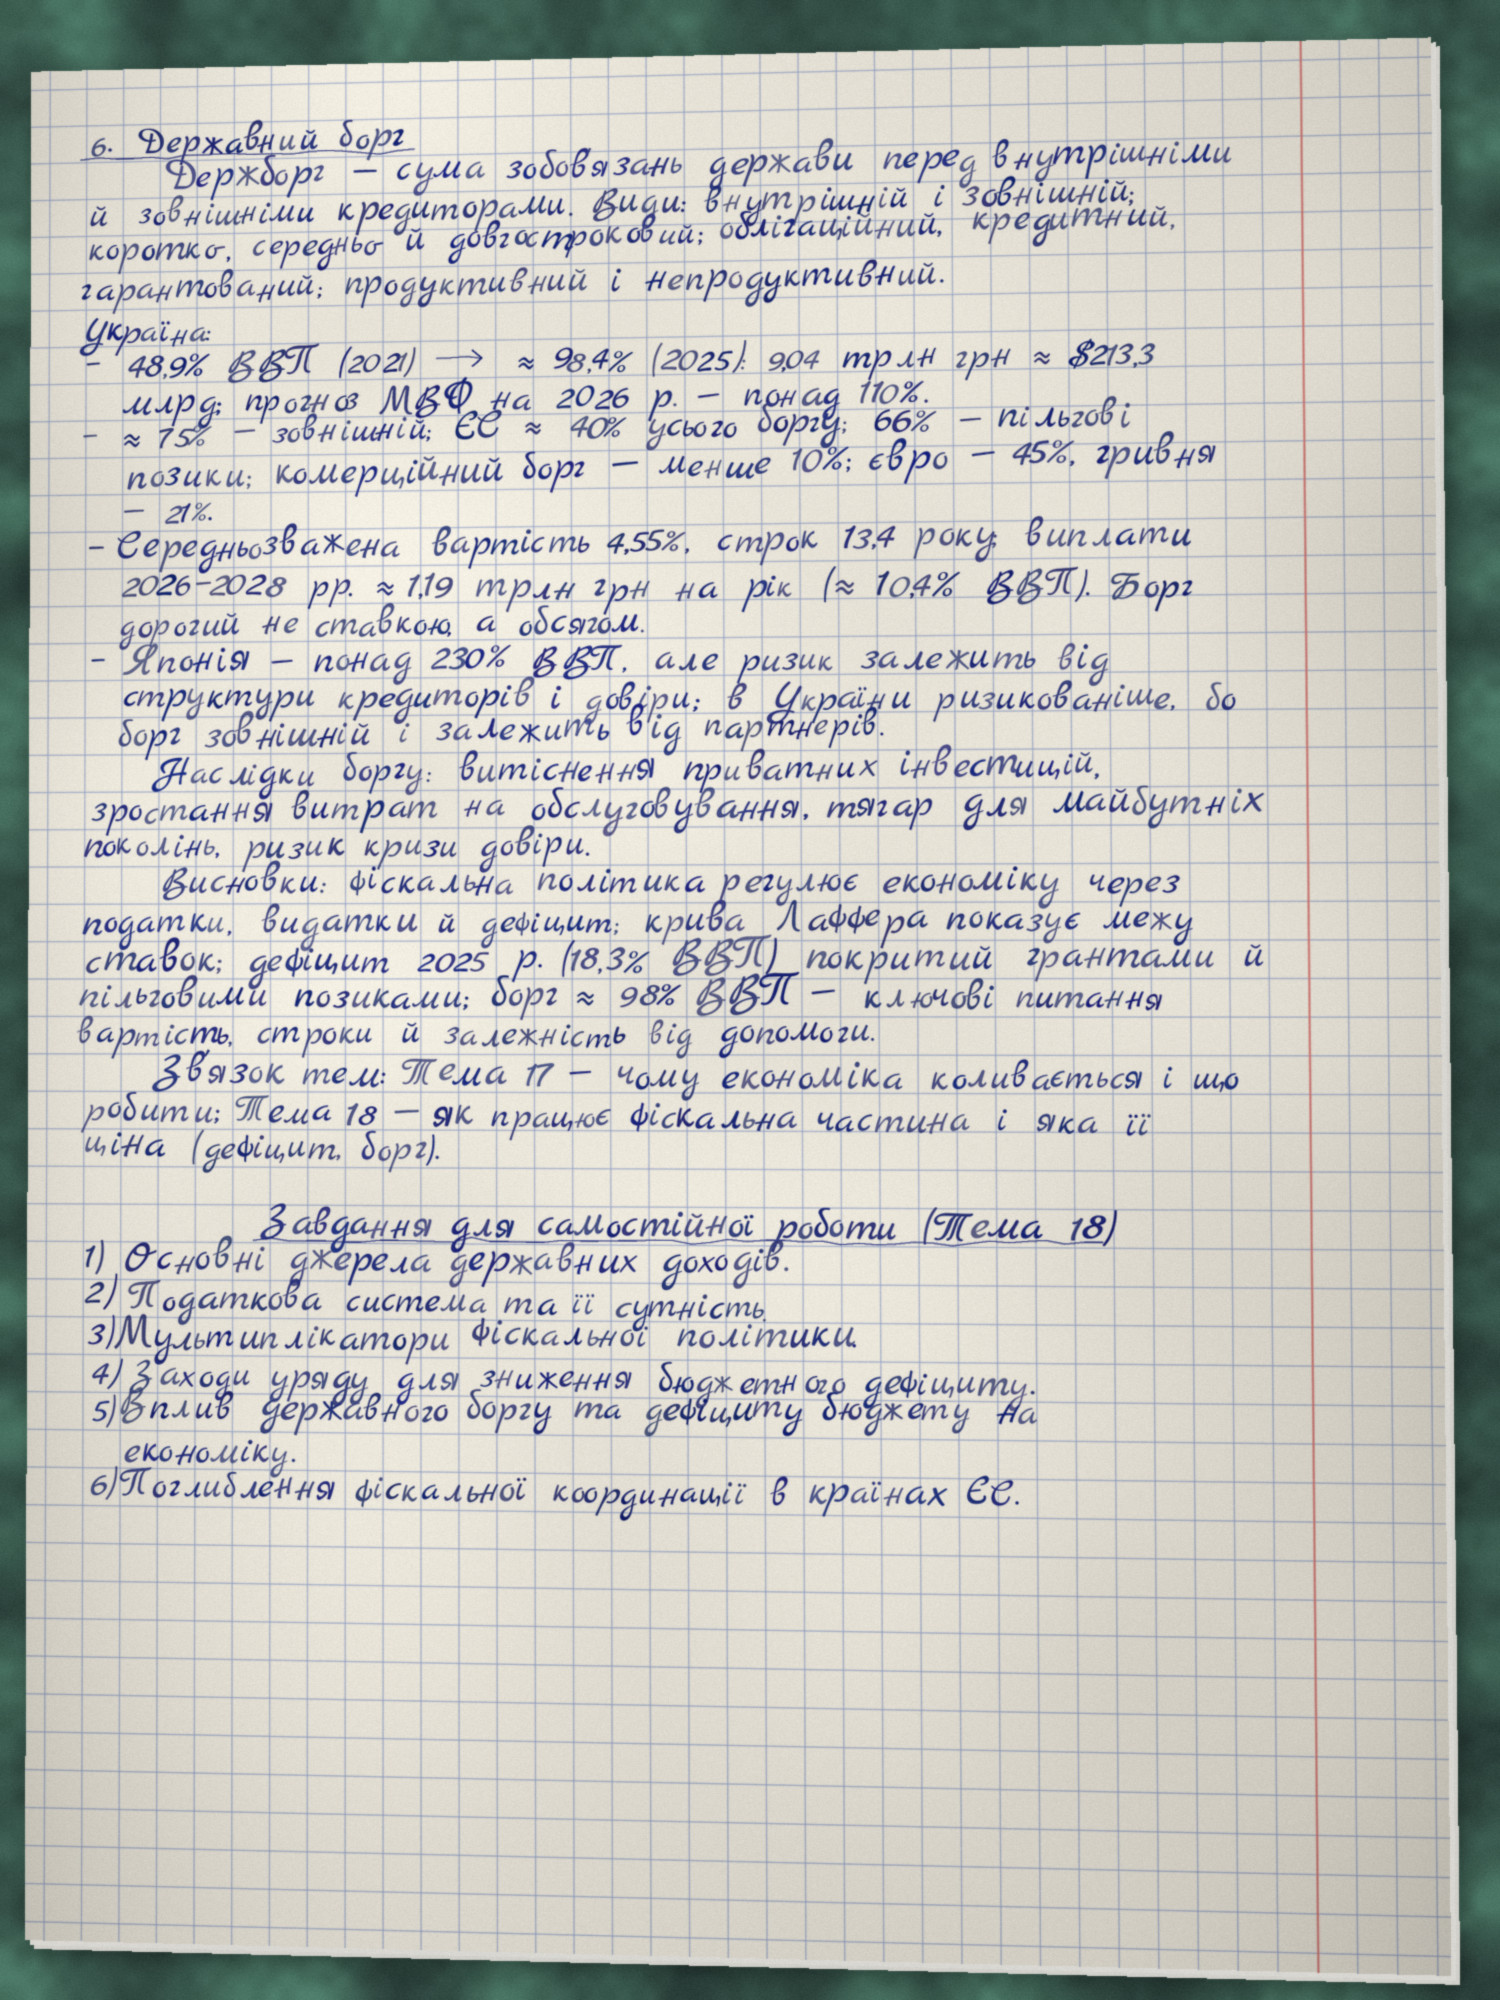 6. Державний борг
Держборг – сума зобов'язань держави перед внутрішніми
й зовнішніми кредиторами. Види: внутрішній і зовнішній;
коротко-, середньо- й довгостроковий; облігаційний, кредитний,
гарантований; продуктивний і непродуктивний.
Україна:
- 48,9% ВВП (2021) → ≈ 98,4% (2025): 9,04 трлн грн ≈ $213,3
млрд; прогноз МВФ на 2026 р. – понад 110%.
- ≈ 75% – зовнішній; ЄС ≈ 40% усього боргу; 66% – пільгові
позики; комерційний борг – менше 10%; євро – 45%, гривня
– 21%.
- Середньозважена вартість 4,55%, строк 13,4 року; виплати
2026-2028 рр. ≈ 1,19 трлн грн на рік (≈ 10,4% ВВП). Борг
дорогий не ставкою, а обсягом.
- Японія – понад 230% ВВП, але ризик залежить від
структури кредиторів і довіри; в України ризикованіше, бо
борг зовнішній і залежить від партнерів.
Наслідки боргу: витіснення приватних інвестицій,
зростання витрат на обслуговування, тягар для майбутніх
поколінь, ризик кризи довіри.
Висновки: фіскальна політика регулює економіку через
податки, видатки й дефіцит; крива Лаффера показує межу
ставок; дефіцит 2025 р. (18,3% ВВП) покритий грантами й
пільговими позиками; борг ≈ 98% ВВП – ключові питання
вартість, строки й залежність від допомоги.
Зв'язок тем: Тема 17 – чому економіка коливається і що
робити; Тема 18 – як працює фіскальна частина і яка її
ціна (дефіцит, борг).
Завдання для самостійної роботи (Тема 18)
1) Основні джерела державних доходів.
2) Податкова система та її сутність.
3) Мультиплікатори фіскальної політики.
4) Заходи уряду для зниження бюджетного дефіциту.
5) Вплив державного боргу та дефіциту бюджету на
економіку.
6) Поглиблення фіскальної координації в країнах ЄС.